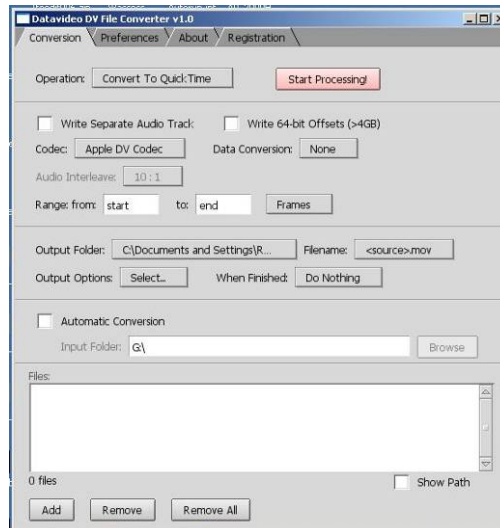 Datavideo DV File Converter v1.0
Conversion Preferences About Registration
Operation: Convert To QuickTime Start Processing!
Write Separate Audio Track Write 64-bit Offsets (>4GB)
Codec: Apple DV Codec Data Conversion: None
Audio Interleave: 10 : 1
Range: from: start to: end Frames
Output Folder: C:\Documents and Settings\R... Filename: <source>.mov
Output Options: Select... When Finished: Do Nothing
Automatic Conversion
Input Folder: G:\ Browse
Files:
0 files Show Path
Add Remove Remove All